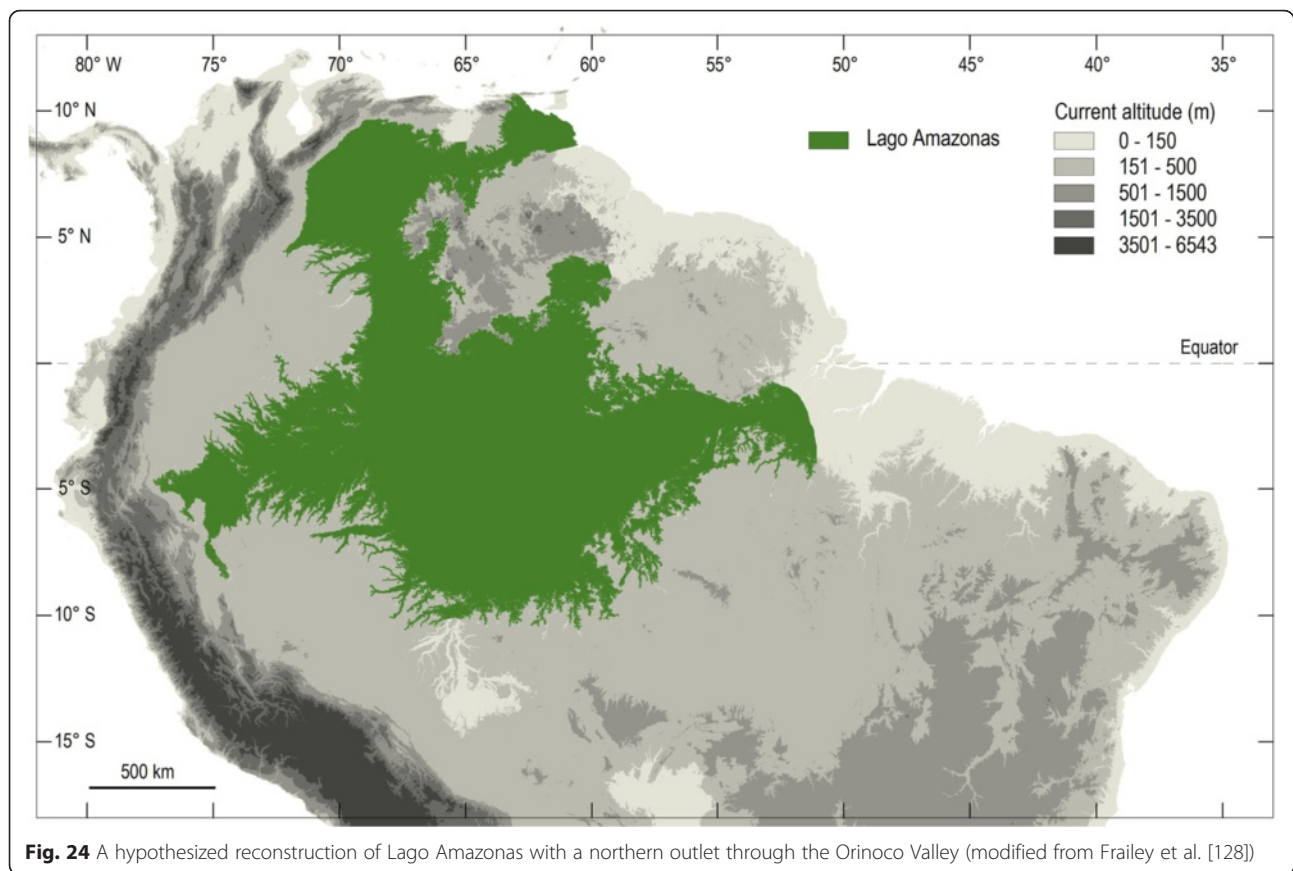 80° W 75° 70° 65° 60° 55° 50° 45° 40° 35°
10° N
5° N
5° S
10° S
15° S
Lago Amazonas
Current altitude (m)
0 - 150
151 - 500
501 - 1500
1501 - 3500
3501 - 6543
Equator
500 km
Fig. 24 A hypothesized reconstruction of Lago Amazonas with a northern outlet through the Orinoco Valley (modified from Frailey et al. [128])